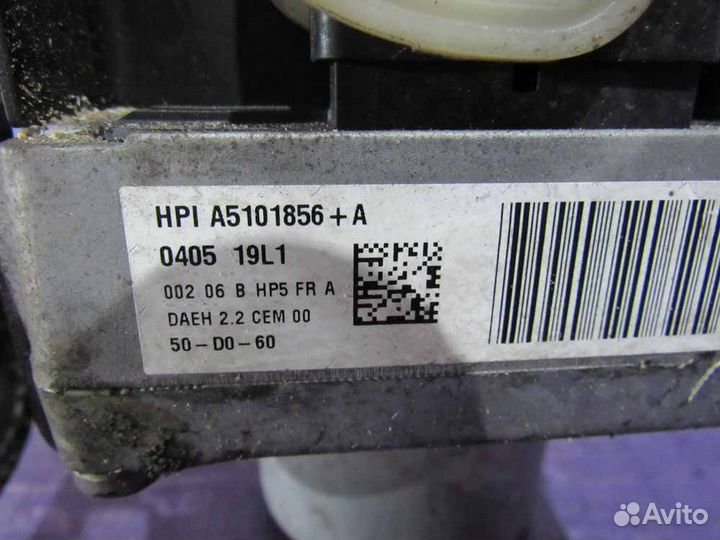 HPI A5101856+A
0405 19L1
002 06 B HP5 FR A
DAEH 2.2 CEM 00
50-D0-60
Avito